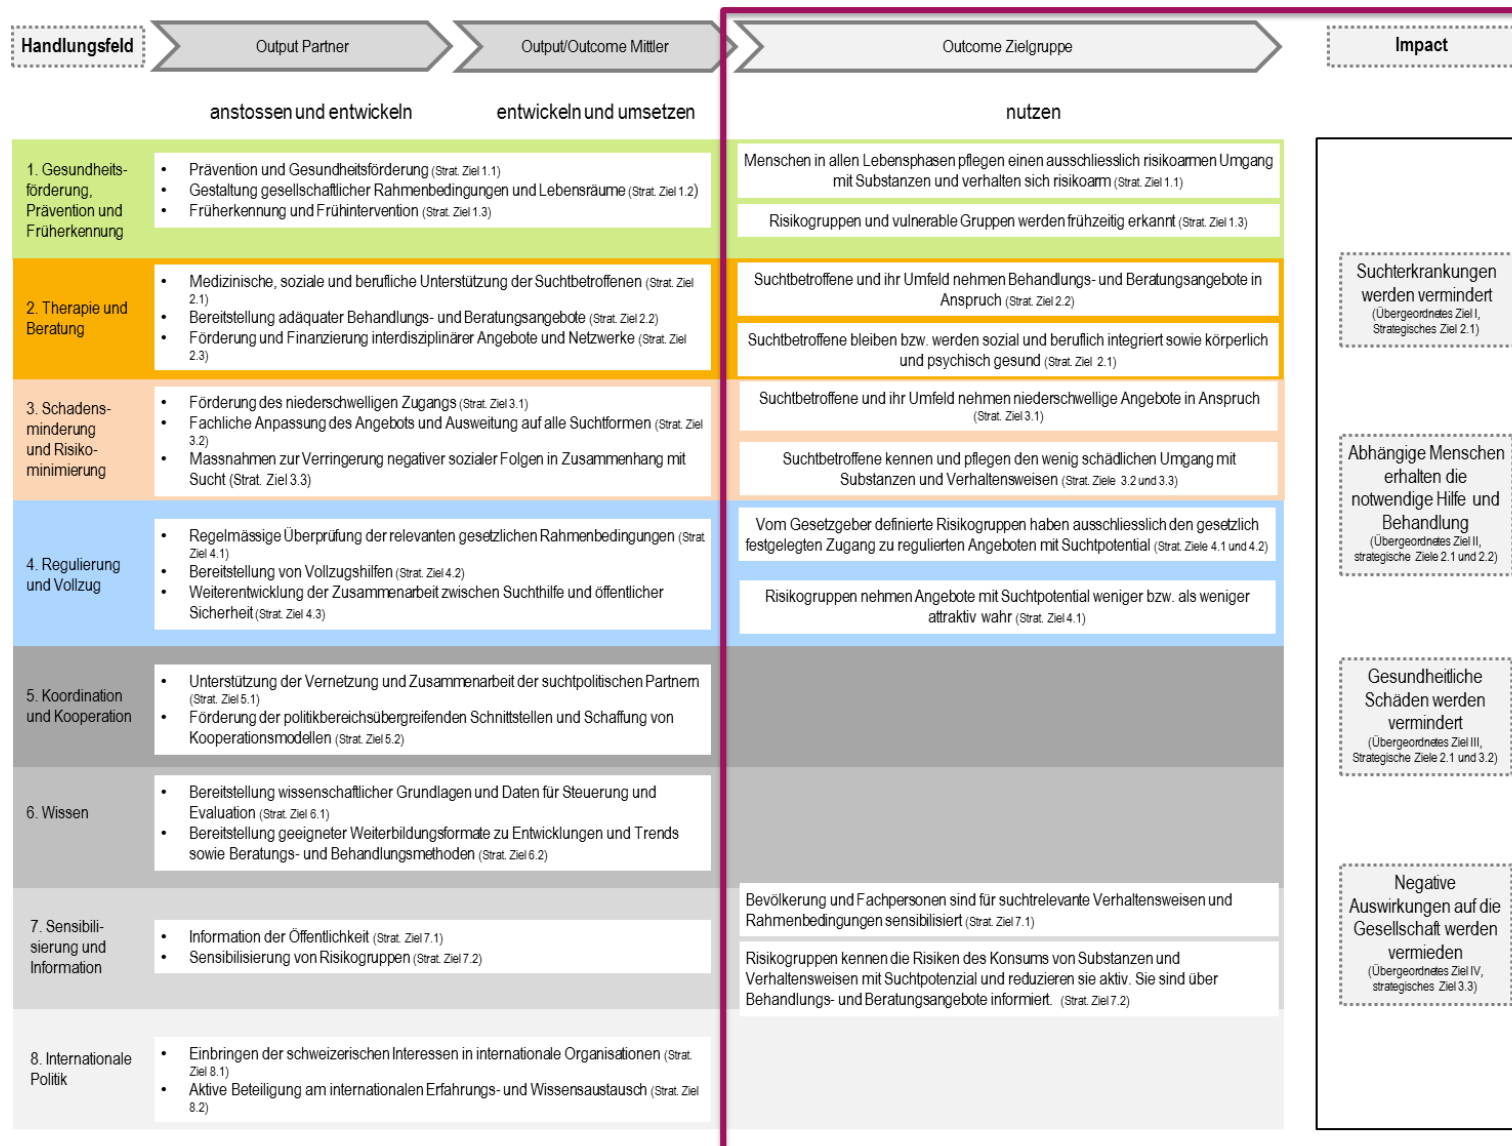 Handlungsfeld
Output Partner
Output/Outcome Mittler
Outcome Zielgruppe
Impact
anstossen und entwickeln
entwickeln und umsetzen
nutzen
1. Gesundheits-
förderung,
Prävention und
Früherkennung
• Prävention und Gesundheitsförderung (Strat. Ziel 1.1)
• Gestaltung gesellschaftlicher Rahmenbedingungen und Lebensräume (Strat. Ziel 1.2)
• Früherkennung und Frühintervention (Strat. Ziel 1.3)
Menschen in allen Lebensphasen pflegen einen ausschliesslich risikoarmen Umgang
mit Substanzen und verhalten sich risikoarm (Strat. Ziel 1.1)
Risikogruppen und vulnerable Gruppen werden frühzeitig erkannt (Strat. Ziel 1.3)
2. Therapie und
Beratung
• Medizinische, soziale und berufliche Unterstützung der Suchtbetroffenen (Strat. Ziel
2.1)
• Bereitstellung adäquater Behandlungs- und Beratungsangebote (Strat. Ziel 2.2)
• Förderung und Finanzierung interdisziplinärer Angebote und Netzwerke (Strat. Ziel
2.3)
Suchtbetroffene und ihr Umfeld nehmen Behandlungs- und Beratungsangebote in
Anspruch (Strat. Ziel 2.2)
Suchtbetroffene bleiben bzw. werden sozial und beruflich integriert sowie körperlich
und psychisch gesund (Strat. Ziel 2.1)
3. Schadens-
minderung
und Risiko-
minimierung
• Förderung des niederschwelligen Zugangs (Strat. Ziel 3.1)
• Fachliche Anpassung des Angebots und Ausweitung auf alle Suchtformen (Strat. Ziel
3.2)
• Massnahmen zur Verringerung negativer sozialer Folgen in Zusammenhang mit
Sucht (Strat. Ziel 3.3)
Suchtbetroffene und ihr Umfeld nehmen niederschwellige Angebote in Anspruch
(Strat. Ziel 3.1)
Suchtbetroffene kennen und pflegen den wenig schädlichen Umgang mit
Substanzen und Verhaltensweisen (Strat. Ziele 3.2 und 3.3)
4. Regulierung
und Vollzug
• Regelmässige Überprüfung der relevanten gesetzlichen Rahmenbedingungen (Strat.
Ziel 4.1)
• Bereitstellung von Vollzugshilfen (Strat. Ziel 4.2)
• Weiterentwicklung der Zusammenarbeit zwischen Suchthilfe und öffentlicher
Sicherheit (Strat. Ziel 4.3)
Vom Gesetzgeber definierte Risikogruppen haben ausschliesslich den gesetzlich
festgelegten Zugang zu regulierten Angeboten mit Suchtpotential (Strat. Ziele 4.1 und 4.2)
Risikogruppen nehmen Angebote mit Suchtpotential weniger bzw. als weniger
attraktiv wahr (Strat. Ziel 4.1)
5. Koordination
und Kooperation
• Unterstützung der Vernetzung und Zusammenarbeit der suchtpolitischen Partnern
(Strat. Ziel 5.1)
• Förderung der politikbereichsübergreifenden Schnittstellen und Schaffung von
Kooperationsmodellen (Strat. Ziel 5.2)
6. Wissen
• Bereitstellung wissenschaftlicher Grundlagen und Daten für Steuerung und
Evaluation (Strat. Ziel 6.1)
• Bereitstellung geeigneter Weiterbildungsformate zu Entwicklungen und Trends
sowie Beratungs- und Behandlungsmethoden (Strat. Ziel 6.2)
7. Sensibili-
sierung und
Information
• Information der Öffentlichkeit (Strat. Ziel 7.1)
• Sensibilisierung von Risikogruppen (Strat. Ziel 7.2)
Bevölkerung und Fachpersonen sind für suchtrelevante Verhaltensweisen und
Rahmenbedingungen sensibilisiert (Strat. Ziel 7.1)
Risikogruppen kennen die Risiken des Konsums von Substanzen und
Verhaltensweisen mit Suchtpotenzial und reduzieren sie aktiv. Sie sind über
Behandlungs- und Beratungsangebote informiert. (Strat. Ziel 7.2)
8. Internationale
Politik
• Einbringen der schweizerischen Interessen in internationale Organisationen (Strat.
Ziel 8.1)
• Aktive Beteiligung am internationalen Erfahrungs- und Wissensaustausch (Strat. Ziel
8.2)
Suchterkrankungen
werden vermindert
(Übergeordnetes Ziel I,
Strategisches Ziel 2.1)
Abhängige Menschen
erhalten die
notwendige Hilfe und
Behandlung
(Übergeordnetes Ziel II,
strategische Ziele 2.1 und 2.2)
Gesundheitliche
Schäden werden
vermindert
(Übergeordnetes Ziel III,
Strategische Ziele 2.1 und 3.2)
Negative
Auswirkungen auf die
Gesellschaft werden
vermieden
(Übergeordnetes Ziel IV,
strategisches Ziel 3.3)